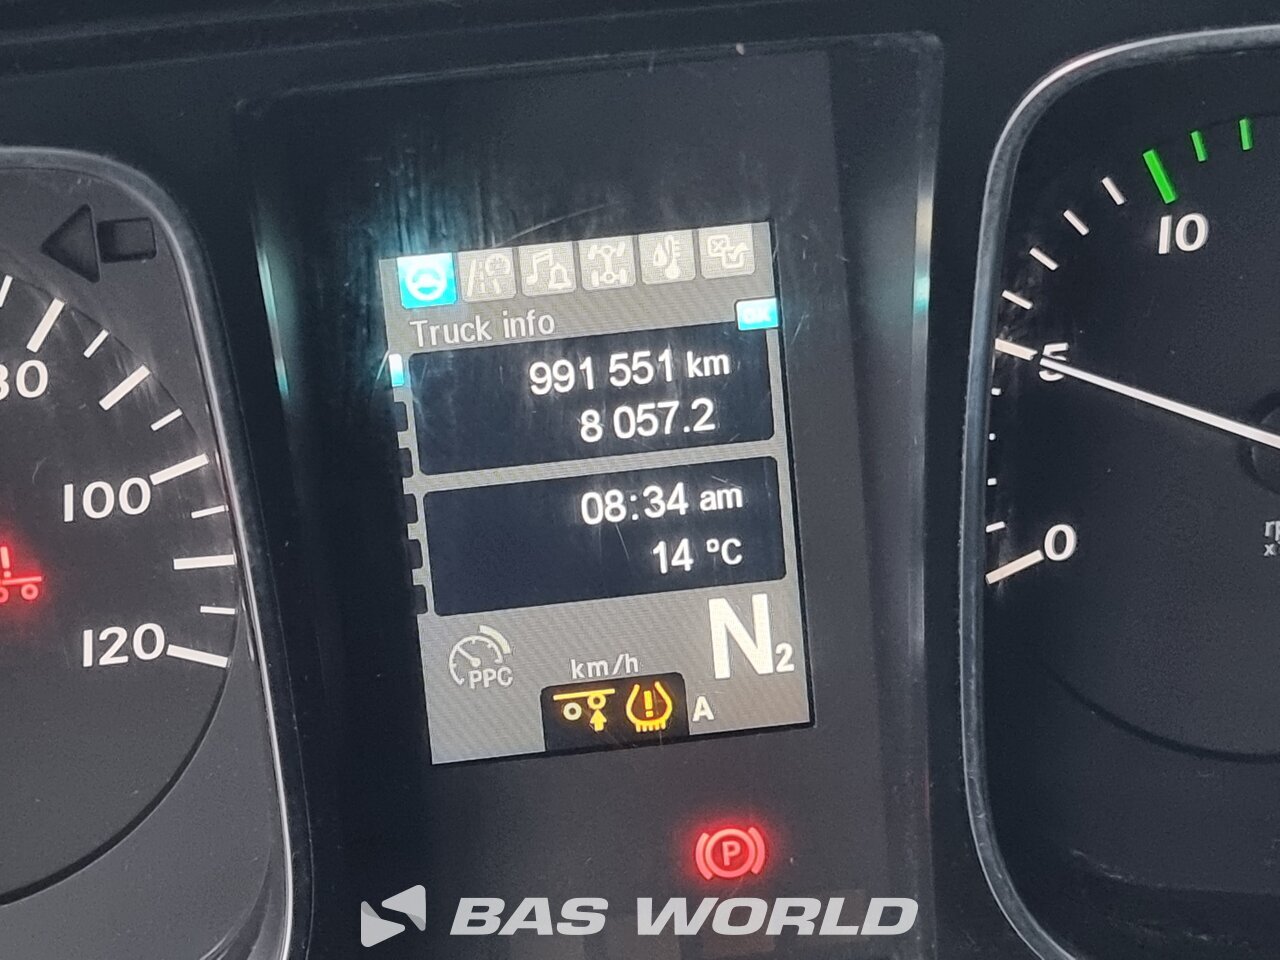 Truck info
OK
991 551 km
8 057.2
08:34 am
14 °C
N2
PPC
km/h
A
P
100
120
10
5
0
BAS WORLD